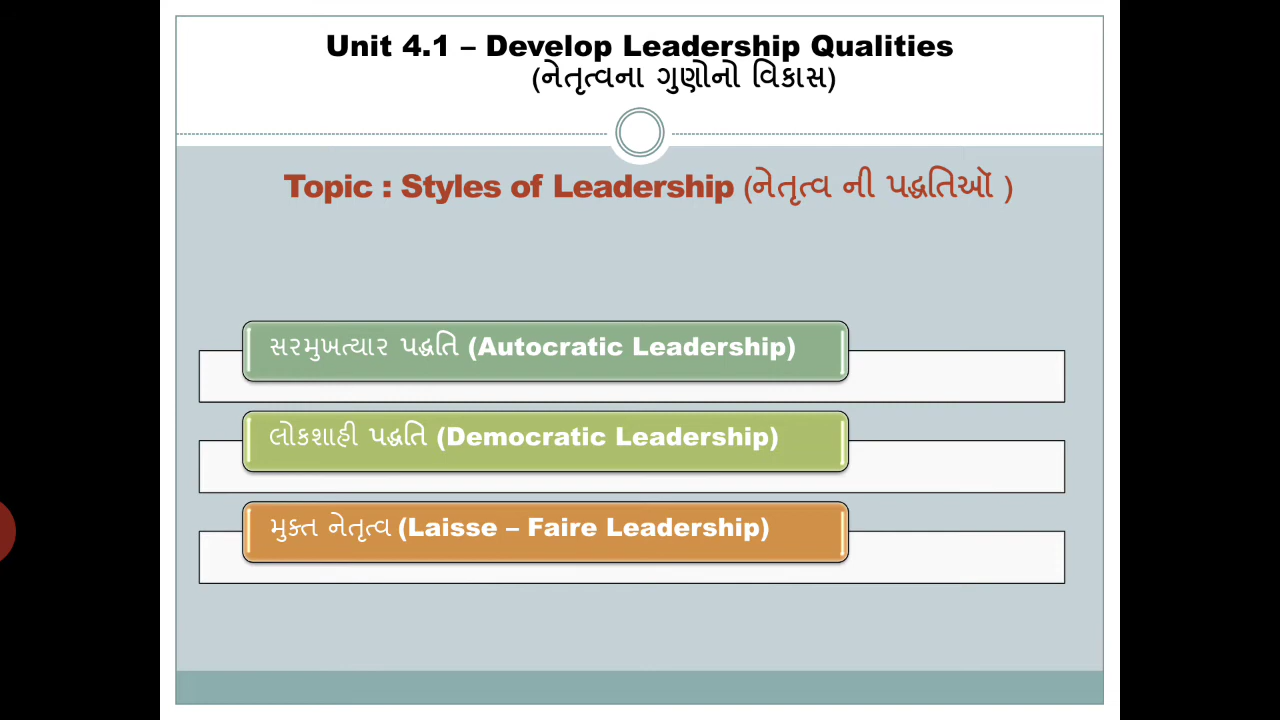 Unit 4.1 – Develop Leadership Qualities
(નેતૃત્વના ગુણોનો વિકાસ)
Topic : Styles of Leadership (નેતૃત્વ ની પદ્ધતિઑ )
સરમુખત્યાર પદ્ધતિ (Autocratic Leadership)
લોકશાહી પદ્ધતિ (Democratic Leadership)
મુક્ત નેતૃત્વ (Laisse – Faire Leadership)